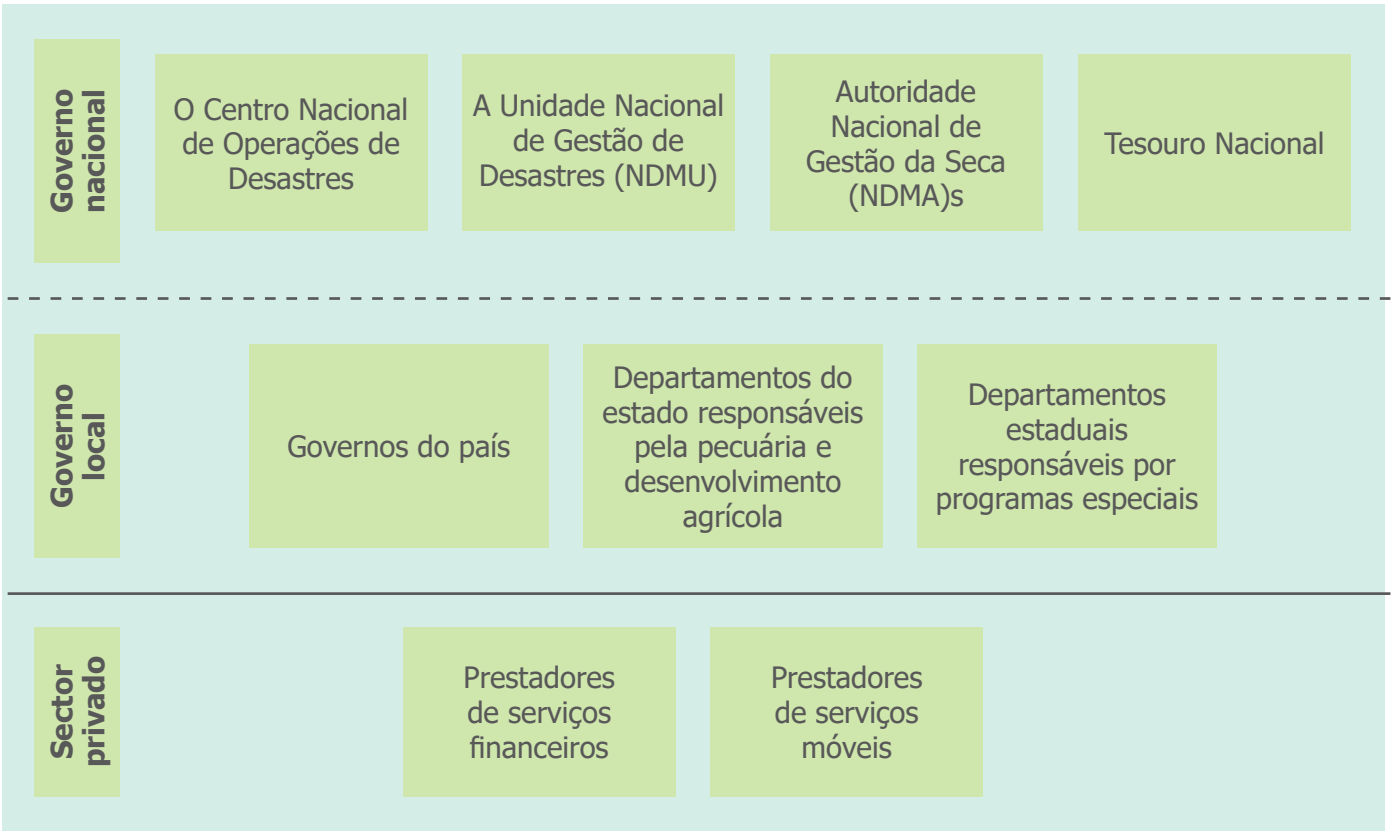 Governo
nacional
O Centro Nacional
de Operações de
Desastres
A Unidade Nacional
de Gestão de
Desastres (NDMU)
Autoridade
Nacional de
Gestão da Seca
(NDMA)s
Tesouro Nacional
Governo
local
Governos do país
Departamentos do
estado responsáveis
pela pecuária e
desenvolvimento
agrícola
Departamentos
estaduais
responsáveis por
programas especiais
Sector
privado
Prestadores
de serviços
financeiros
Prestadores
de serviços
móveis